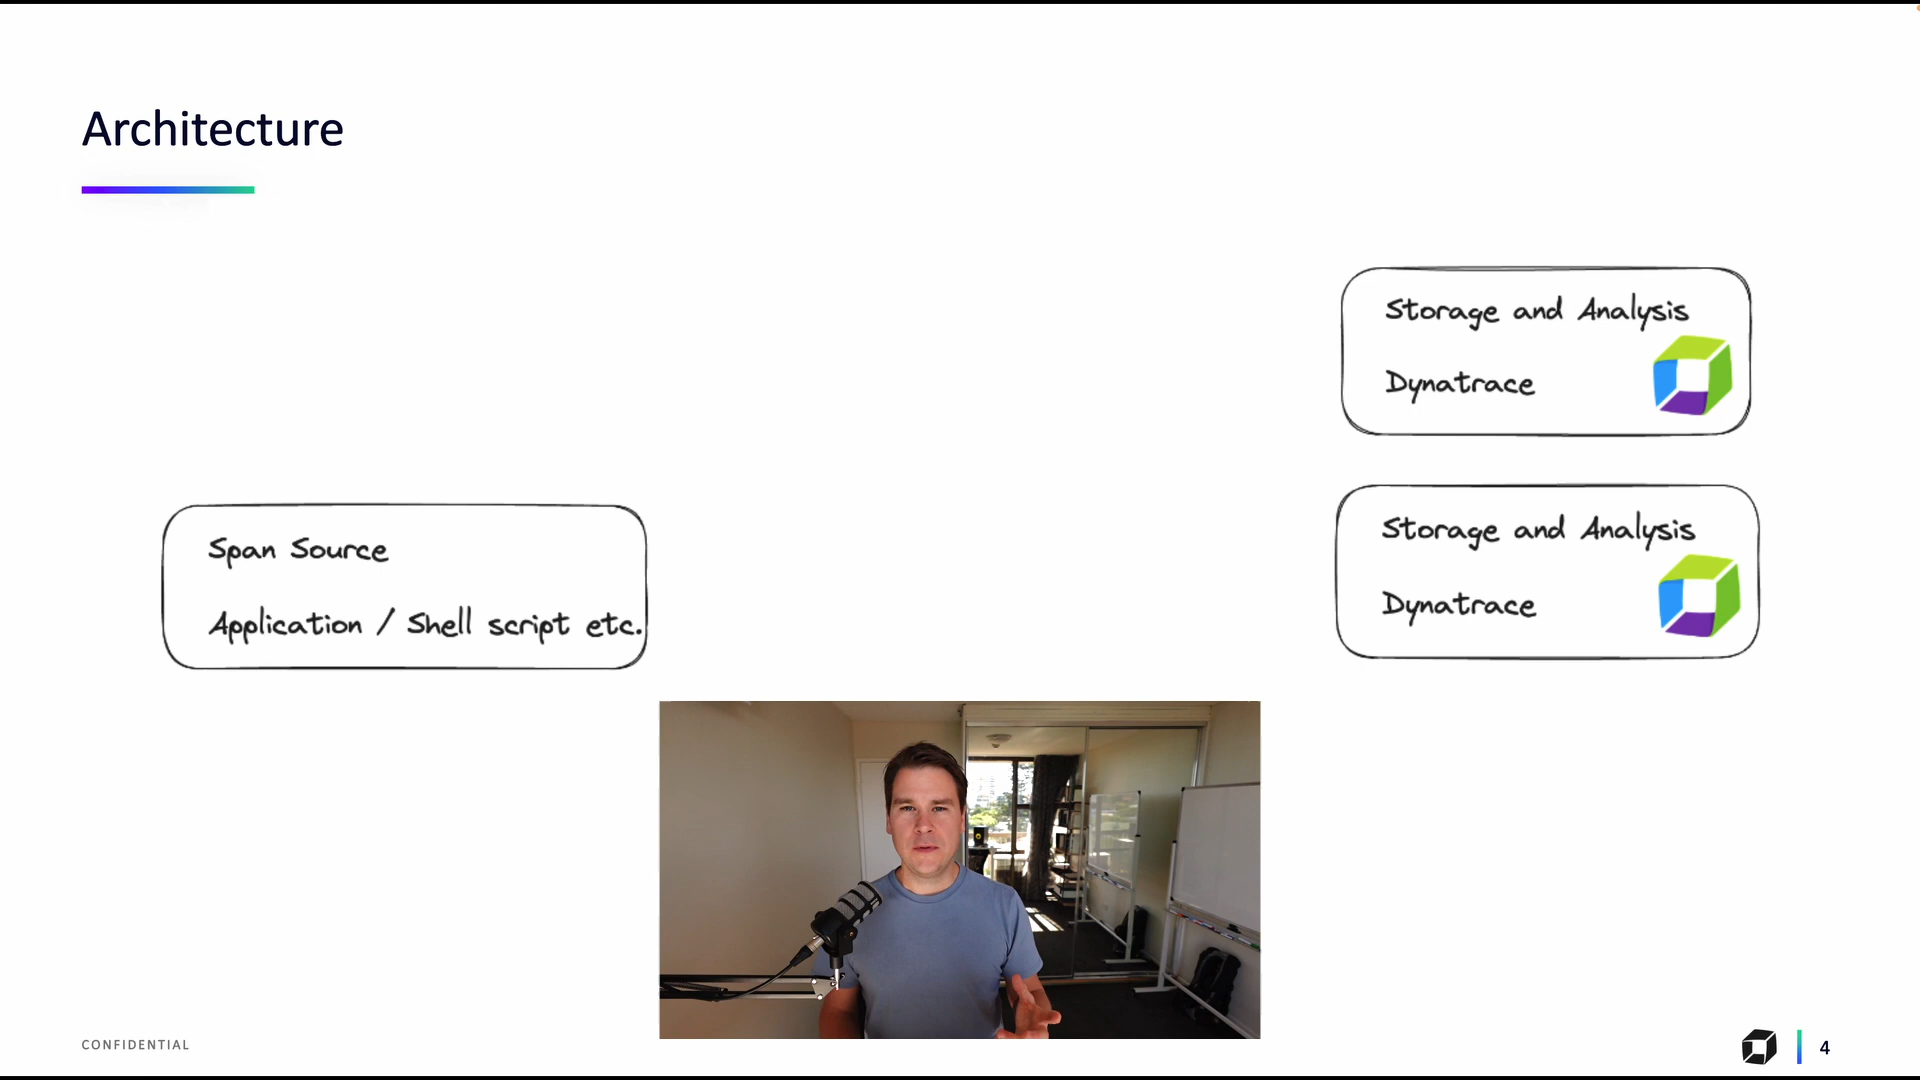 Architecture
Storage and Analysis
Dynatrace
Span Source
Application / Shell script etc.
Storage and Analysis
Dynatrace
CONFIDENTIAL
4